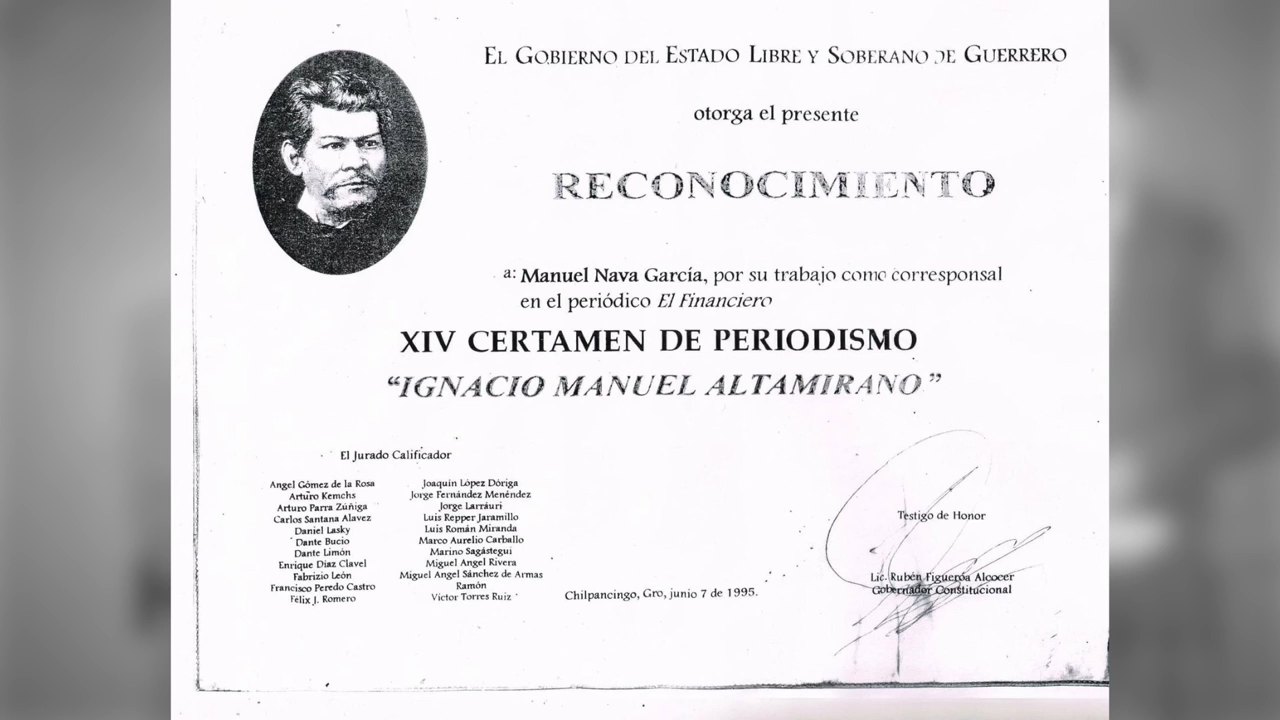 EL GOBIERNO DEL ESTADO LIBRE Y SOBERANO DE GUERRERO
otorga el presente
RECONOCIMIENTO
a: Manuel Nava García, por su trabajo como corresponsal
en el periódico El Financiero
XIV CERTAMEN DE PERIODISMO
“IGNACIO MANUEL ALTAMIRANO”
El Jurado Calificador
Angel Gómez de la Rosa
Arturo Kemchs
Arturo Parra Zúñiga
Carlos Santana Alavez
Daniel Lasky
Dante Bucio
Dante Limón
Enrique Diaz Clavel
Fabrizio León
Francisco Peredo Castro
Félix J. Romero
Joaquín López Dóriga
Jorge Fernández Menéndez
Jorge Larráuri
Luis Repper Jaramillo
Luis Román Miranda
Marco Aurelio Carballo
Marino Sagástegui
Miguel Angel Rivera
Miguel Angel Sánchez de Armas
Ramón
Víctor Torres Ruiz
Chilpancingo, Gro, junio 7 de 1995.
Testigo de Honor
Lic. Rubén Figueroa Alcocer
Gobernador Constitucional